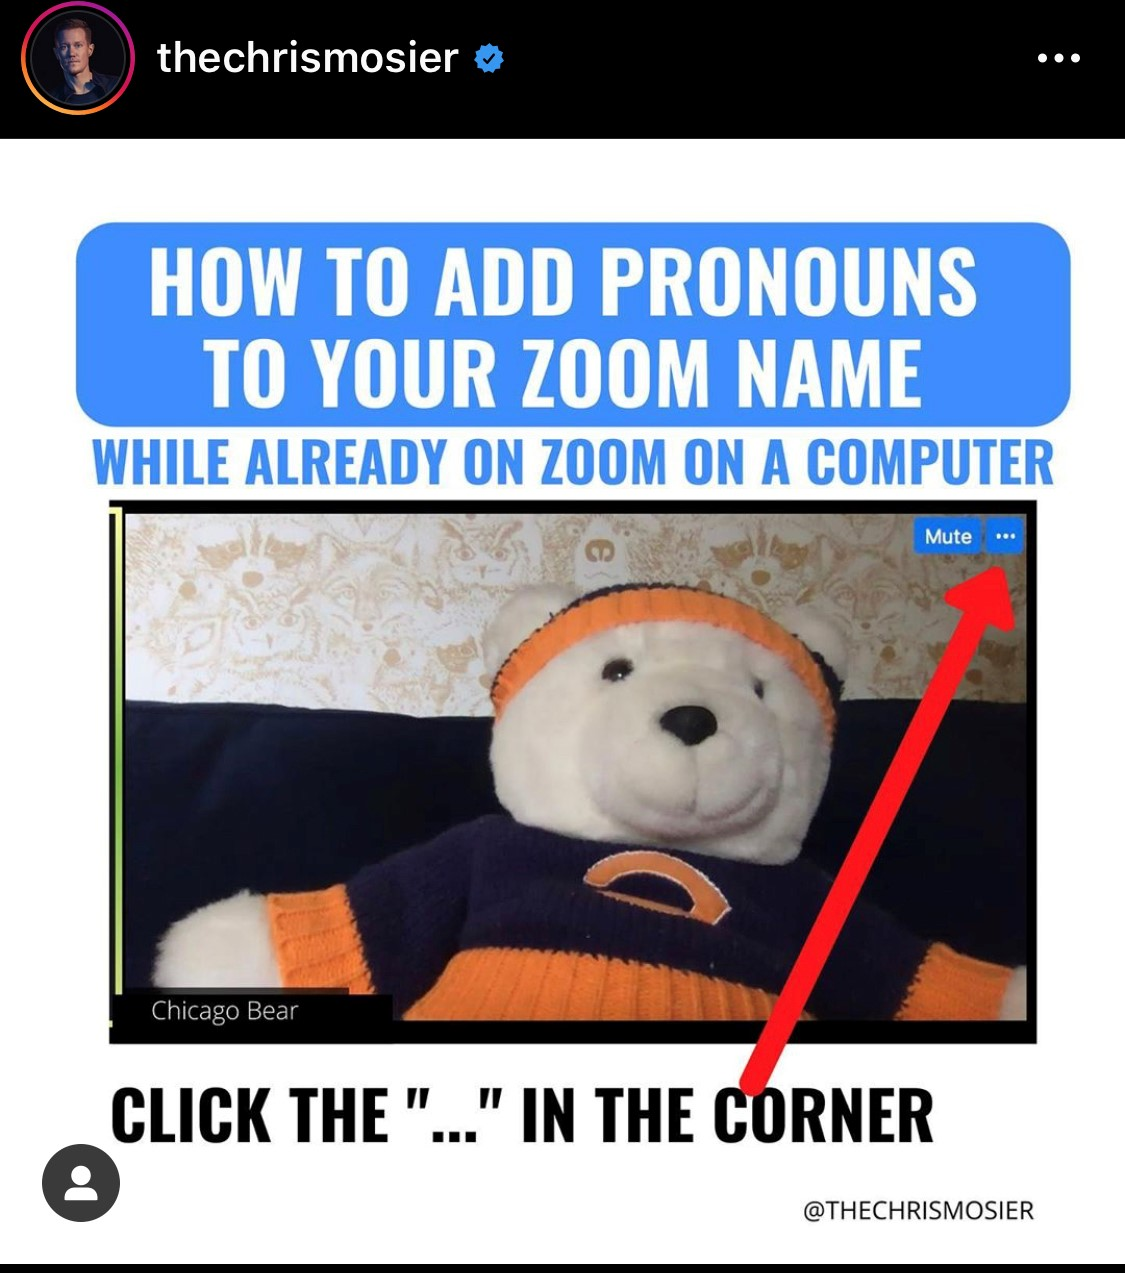 thechrismosier
HOW TO ADD PRONOUNS
TO YOUR ZOOM NAME
WHILE ALREADY ON ZOOM ON A COMPUTER
Mute ...
Chicago Bear
CLICK THE "..." IN THE CORNER
@THECHRISMOSIER